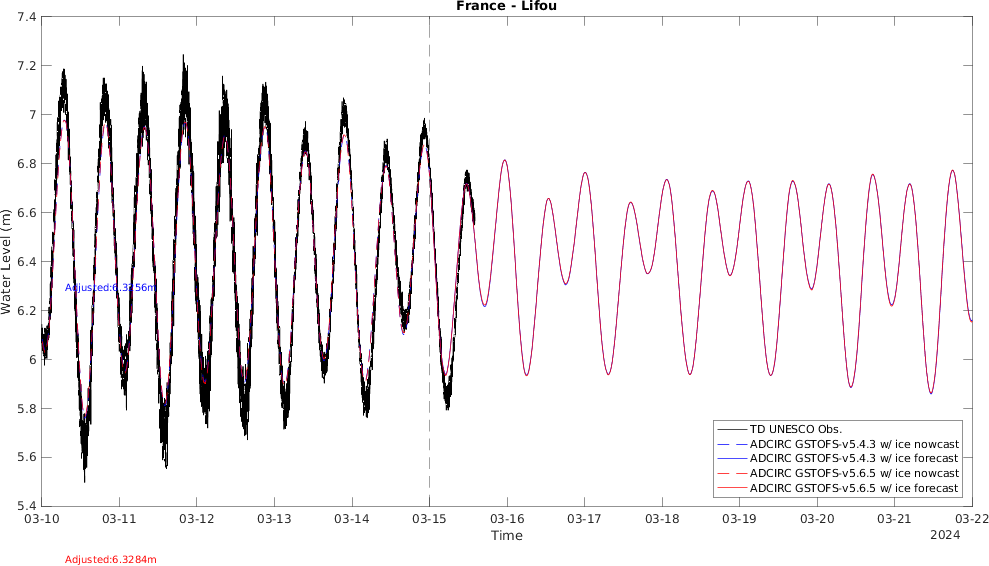 France - Lifou
7.4
7.2
7
6.8
6.6
6.4
6.2
6
5.8
5.6
5.4
Water Level (m)
Adjusted:6.3256m
TD UNESCO Obs.
ADCIRC GSTOFS-v5.4.3 w/ ice nowcast
ADCIRC GSTOFS-v5.4.3 w/ ice forecast
ADCIRC GSTOFS-v5.6.5 w/ ice nowcast
ADCIRC GSTOFS-v5.6.5 w/ ice forecast
03-10 03-11 03-12 03-13 03-14 03-15 03-16 03-17 03-18 03-19 03-20 03-21 03-22
Time
2024
Adjusted:6.3284m